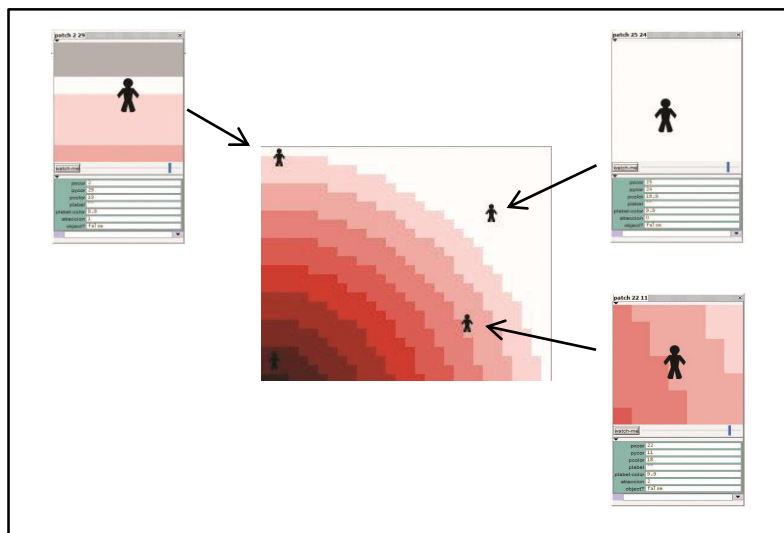 patch 2 29
watch-me
pxcor 2
pycor 29
pcolor 19
plabel ""
plabel-color 9.9
atraccion 1
object? false
patch 25 24
pxcor 25
pycor 24
pcolor 19.9
plabel ""
plabel-color 9.9
atraccion 0
object? false
patch 22 11
watch-me
pxcor 22
pycor 11
pcolor 18
plabel ""
plabel-color 9.9
atraccion 2
object? false